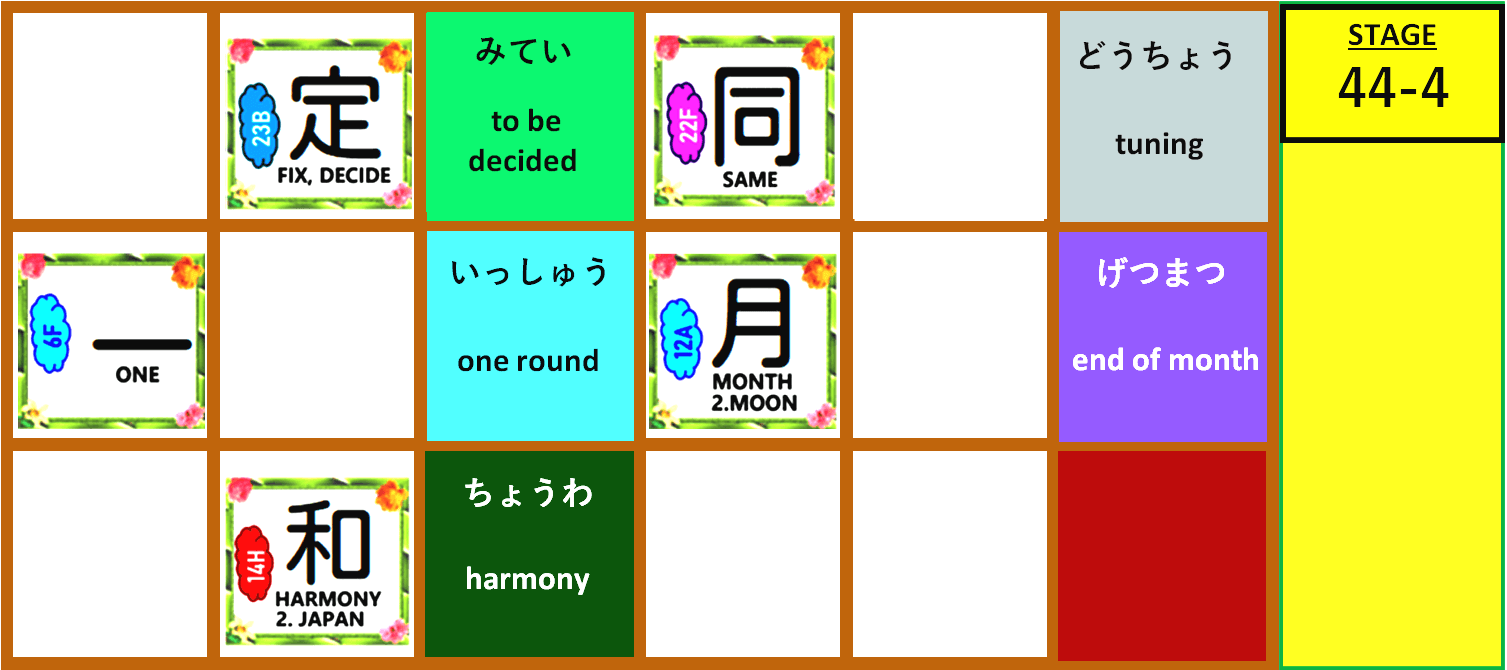 23B
定
FIX, DECIDE
みてい
to be
decided
22F
同
SAME
どうちょう
tuning
STAGE
44-4
6F
一
ONE
いっしゅう
one round
12A
月
MONTH
2.MOON
げつまつ
end of month
14H
和
HARMONY
2. JAPAN
ちょうわ
harmony